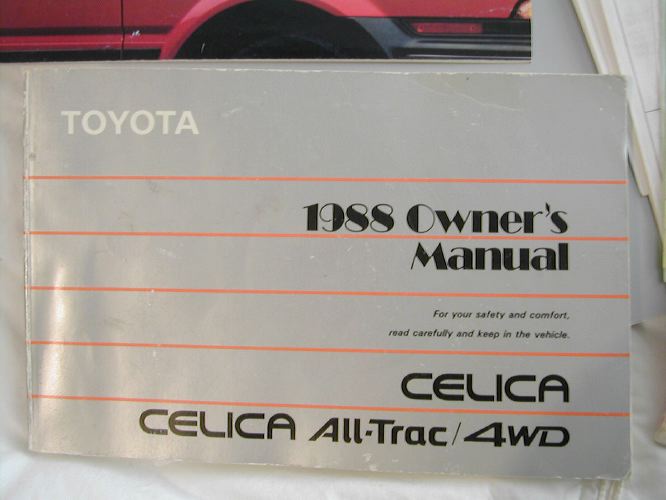 TOYOTA
1988 Owner's
Manual
For your safety and comfort,
read carefully and keep in the vehicle.
CELICA
CELICA All-Trac/4WD